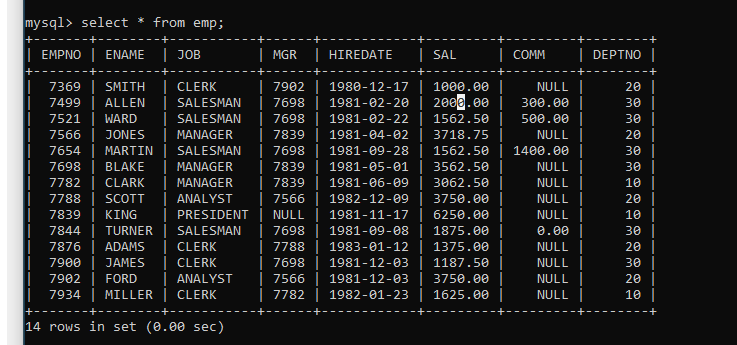 mysql> select * from emp;
+-------+--------+-----------+------+------------+---------+---------+--------+
| EMPNO | ENAME | JOB | MGR | HIREDATE | SAL | COMM | DEPTNO |
+-------+--------+-----------+------+------------+---------+---------+--------+
| 7369 | SMITH | CLERK | 7902 | 1980-12-17 | 1000.00 | NULL | 20 |
| 7499 | ALLEN | SALESMAN | 7698 | 1981-02-20 | 2000.00 | 300.00 | 30 |
| 7521 | WARD | SALESMAN | 7698 | 1981-02-22 | 1562.50 | 500.00 | 30 |
| 7566 | JONES | MANAGER | 7839 | 1981-04-02 | 3718.75 | NULL | 20 |
| 7654 | MARTIN | SALESMAN | 7698 | 1981-09-28 | 1562.50 | 1400.00 | 30 |
| 7698 | BLAKE | MANAGER | 7839 | 1981-05-01 | 3562.50 | NULL | 30 |
| 7782 | CLARK | MANAGER | 7839 | 1981-06-09 | 3062.50 | NULL | 10 |
| 7788 | SCOTT | ANALYST | 7566 | 1982-12-09 | 3750.00 | NULL | 20 |
| 7839 | KING | PRESIDENT | NULL | 1981-11-17 | 6250.00 | NULL | 10 |
| 7844 | TURNER | SALESMAN | 7698 | 1981-09-08 | 1875.00 | 0.00 | 30 |
| 7876 | ADAMS | CLERK | 7788 | 1983-01-12 | 1375.00 | NULL | 20 |
| 7900 | JAMES | CLERK | 7698 | 1981-12-03 | 1187.50 | NULL | 30 |
| 7902 | FORD | ANALYST | 7566 | 1981-12-03 | 3750.00 | NULL | 20 |
| 7934 | MILLER | CLERK | 7782 | 1982-01-23 | 1625.00 | NULL | 10 |
+-------+--------+-----------+------+------------+---------+---------+--------+
14 rows in set (0.00 sec)